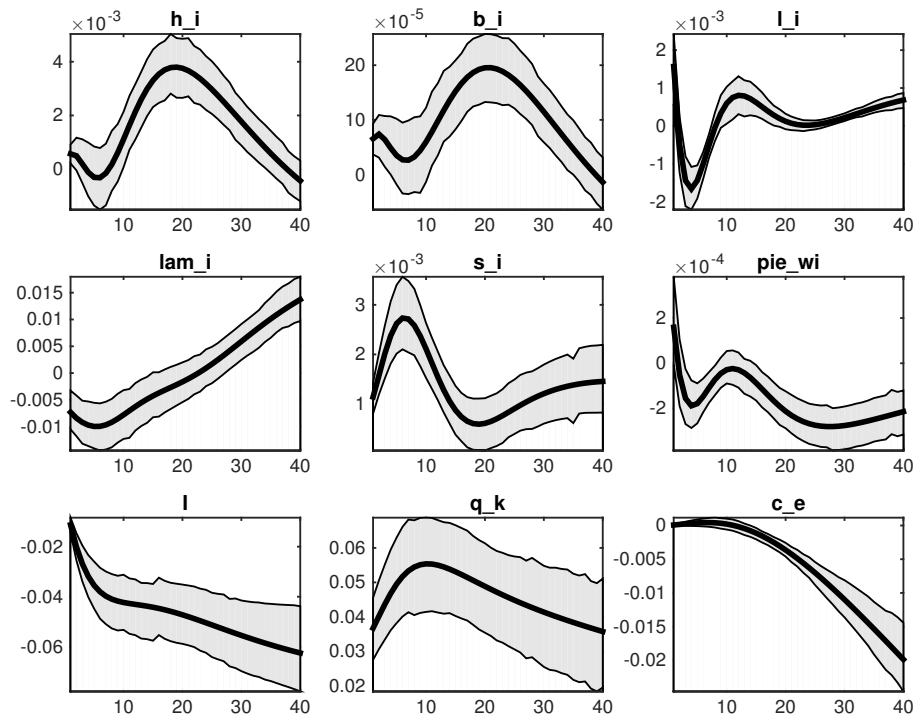 ×10⁻³ h_i ×10⁻⁵ b_i ×10⁻³ l_i
4 2 0
20 10 0
2 1 0 -1 -2
10 20 30 40 10 20 30 40 10 20 30 40
lam_i ×10⁻³ s_i ×10⁻⁴ pie_wi
0.015 0.01 0.005 0 -0.005 -0.01
3 2 1
2 0 -2
10 20 30 40 10 20 30 40 10 20 30 40
I q_k c_e
-0.02 -0.04 -0.06
0.06 0.05 0.04 0.03 0.02
0 -0.005 -0.01 -0.015 -0.02
10 20 30 40 10 20 30 40 10 20 30 40